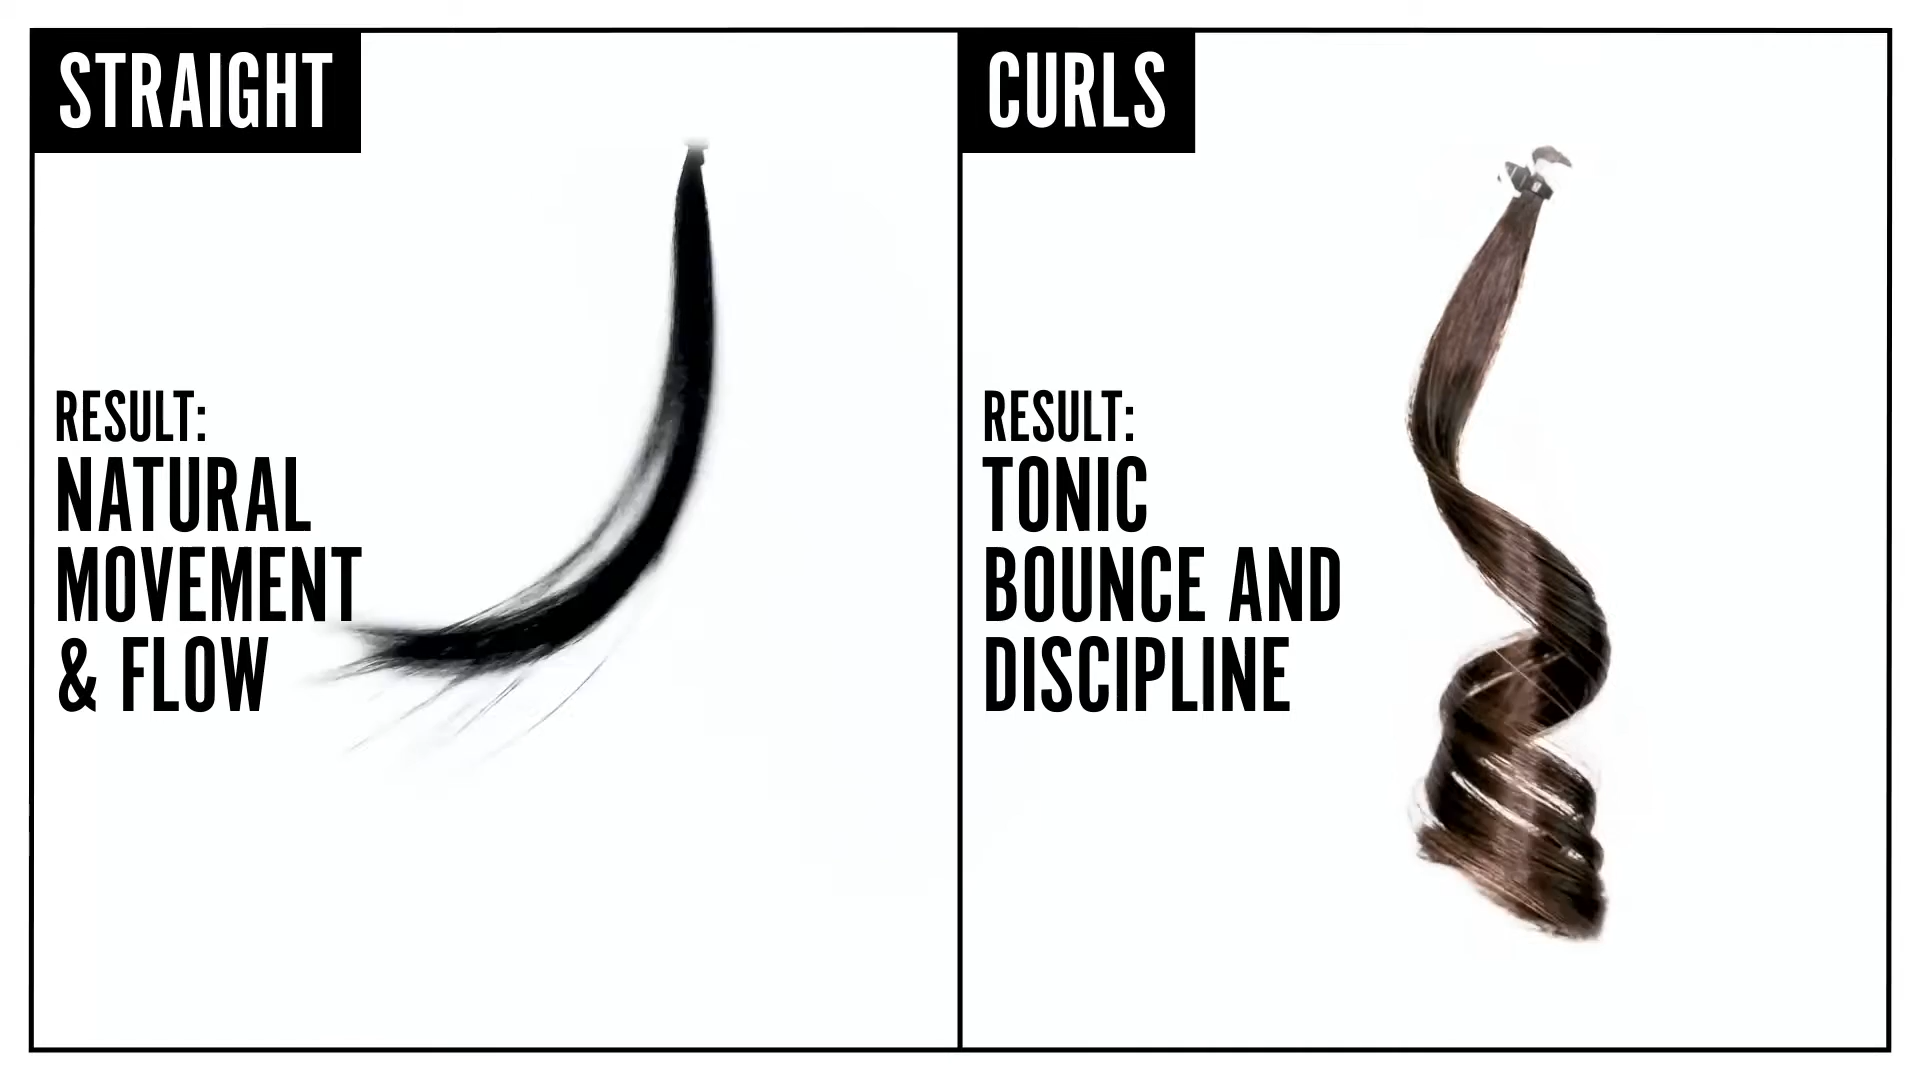 STRAIGHT
RESULT:
NATURAL
MOVEMENT
& FLOW
CURLS
RESULT:
TONIC
BOUNCE AND
DISCIPLINE